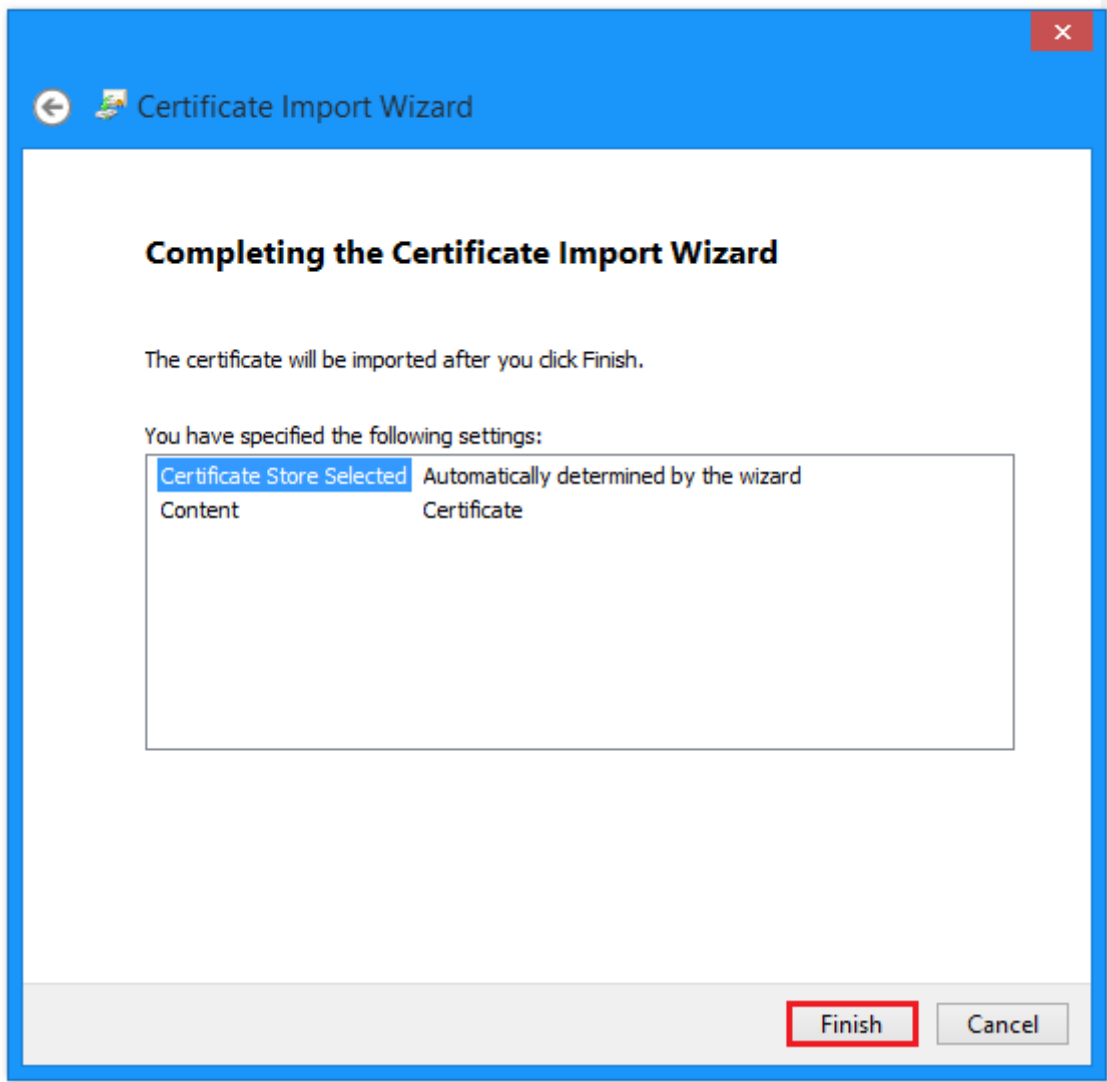 Certificate Import Wizard
Completing the Certificate Import Wizard
The certificate will be imported after you click Finish.
You have specified the following settings:
Certificate Store Selected Automatically determined by the wizard
Content Certificate
Finish Cancel